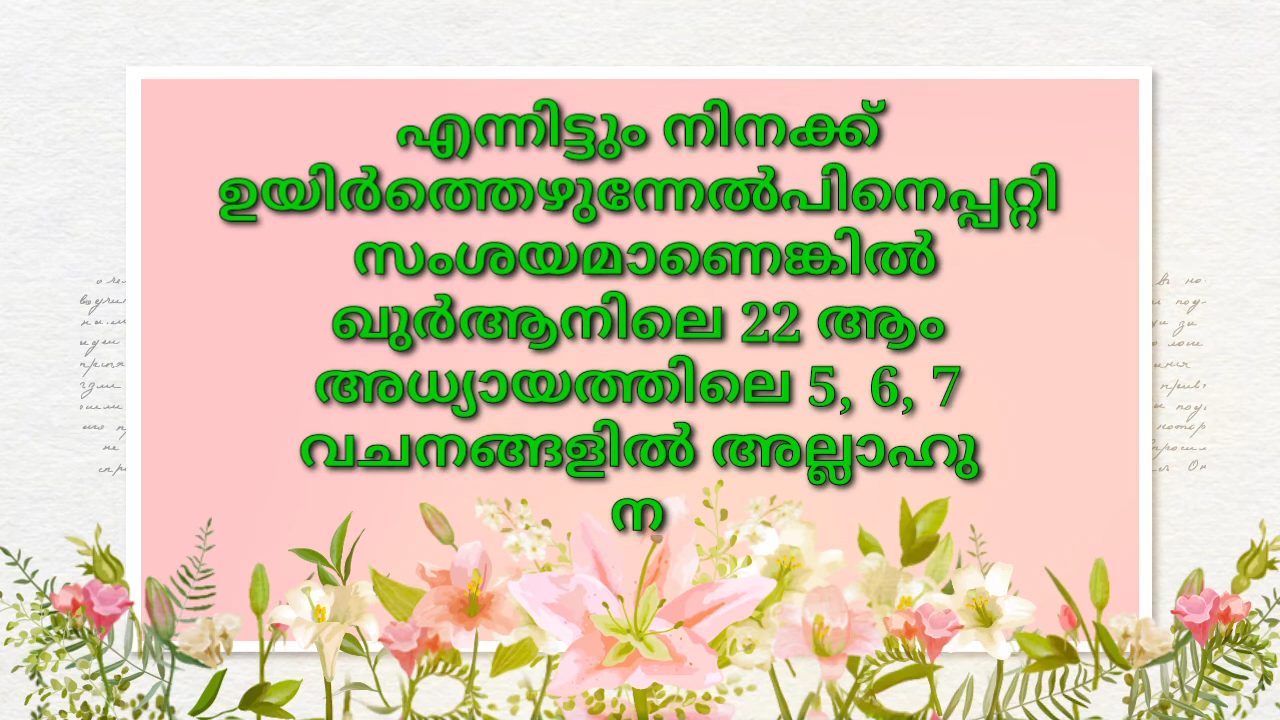 എന്നിട്ടും നിനക്ക്
ഉയിർത്തെഴുന്നേൽപിനെപ്പറ്റി
സംശയമാണെങ്കിൽ
ഖുർആനിലെ 22 ആം
അധ്യായത്തിലെ 5, 6, 7
വചനങ്ങളിൽ അല്ലാഹു
ന